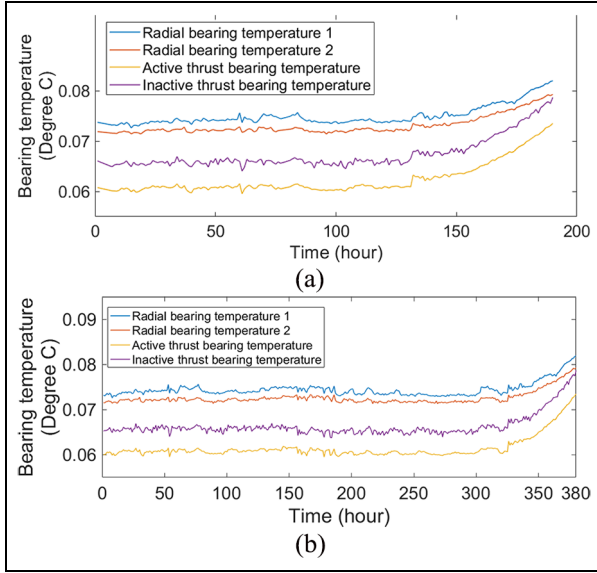 Radial bearing temperature 1
Radial bearing temperature 2
Active thrust bearing temperature
Inactive thrust bearing temperature
Bearing temperature
(Degree C)
0.08
0.07
0.06
0 50 100 150 200
Time (hour)
(a)
Radial bearing temperature 1
Radial bearing temperature 2
Active thrust bearing temperature
Inactive thrust bearing temperature
Bearing temperature
(Degree C)
0.09
0.08
0.07
0.06
0 50 100 150 200 250 300 350 380
Time (hour)
(b)